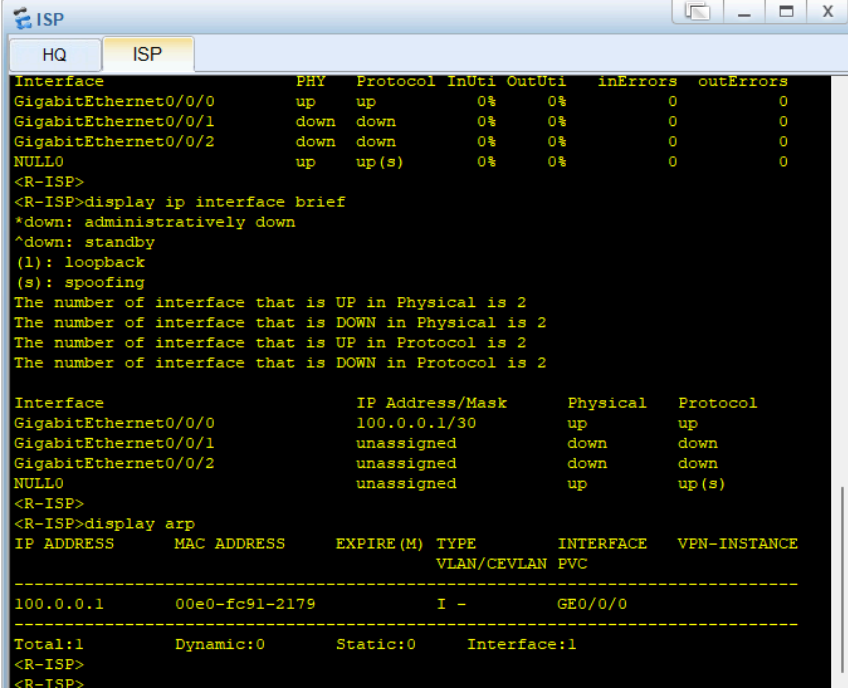 ISP
X
HQ ISP
Interface PHY Protocol InUti OutUti inErrors outErrors
GigabitEthernet0/0/0 up up 0% 0% 0 0
GigabitEthernet0/0/1 down down 0% 0% 0 0
GigabitEthernet0/0/2 down down 0% 0% 0 0
NULL0 up up(s) 0% 0% 0 0
<R-ISP>
<R-ISP>display ip interface brief
*down: administratively down
^down: standby
(l): loopback
(s): spoofing
The number of interface that is UP in Physical is 2
The number of interface that is DOWN in Physical is 2
The number of interface that is UP in Protocol is 2
The number of interface that is DOWN in Protocol is 2
Interface IP Address/Mask Physical Protocol
GigabitEthernet0/0/0 100.0.0.1/30 up up
GigabitEthernet0/0/1 unassigned down down
GigabitEthernet0/0/2 unassigned down down
NULL0 unassigned up up(s)
<R-ISP>
<R-ISP>display arp
IP ADDRESS MAC ADDRESS EXPIRE(M) TYPE INTERFACE VPN-INSTANCE
VLAN/CEVLAN PVC
------------------------------------------------------------------------------
100.0.0.1 00e0-fc91-2179 I - GE0/0/0
------------------------------------------------------------------------------
Total:1 Dynamic:0 Static:0 Interface:1
<R-ISP>
<R-ISP>